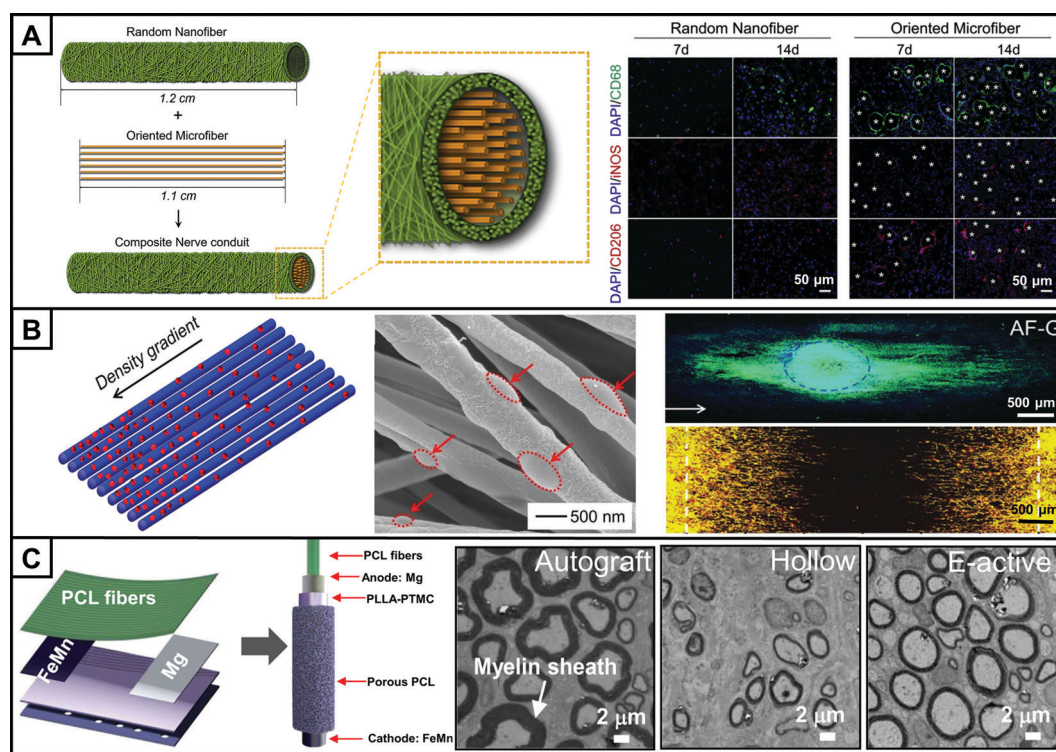 A
Random Nanofiber
1.2 cm
+
Oriented Microfiber
1.1 cm
Composite Nerve conduit
Random Nanofiber
Oriented Microfiber
7d
14d
7d
14d
DAPI/CD68
DAPI/iNOS
DAPI/CD206
50 μm
50 μm
B
Density gradient
500 nm
AF-G
500 μm
500 μm
C
PCL fibers
FeMn
Mg
PCL fibers
Anode: Mg
PLLA-PTMC
Porous PCL
Cathode: FeMn
Autograft
Myelin sheath
2 μm
Hollow
2 μm
E-active
2 μm